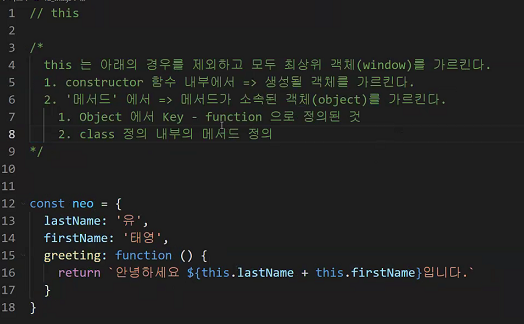 1 // this
2
3 /*
4 this 는 아래의 경우를 제외하고 모두 최상위 객체(window)를 가르킨다.
5 1. constructor 함수 내부에서 => 생성될 객체를 가르킨다.
6 2. '메서드' 에서 => 메서드가 소속된 객체(object)를 가르킨다.
7 1. Object 에서 Key - function 으로 정의된 것
8 2. class 정의 내부의 메서드 정의
9 */
10
11
12 const neo = {
13 lastName: '유',
14 firstName: '태영',
15 greeting: function () {
16 return `안녕하세요 ${this.lastName + this.firstName}입니다.`
17 }
18 }